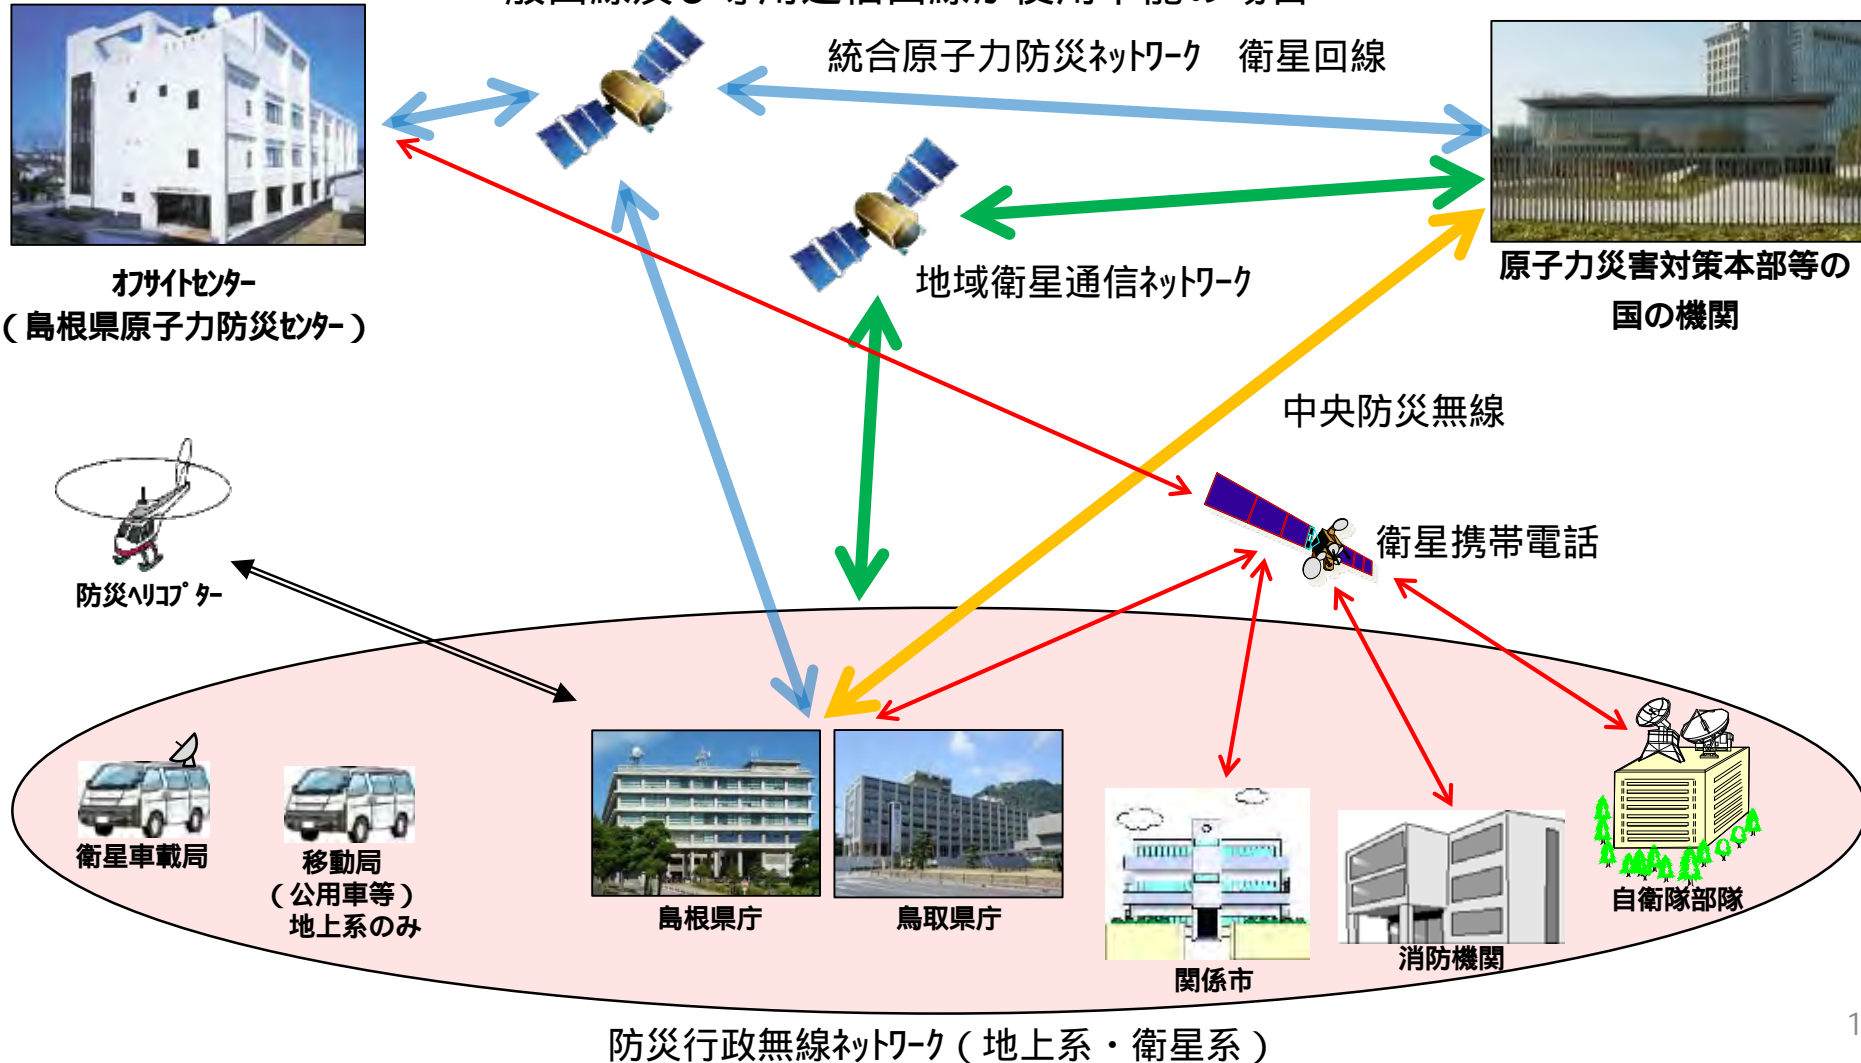 統合原子力防災ﾈｯﾄﾜｰｸ　衛星回線
地域衛星通信ﾈｯﾄﾜｰｸ
ｵﾌｻｲﾄｾﾝﾀｰ
（島根県原子力防災ｾﾝﾀｰ）
原子力災害対策本部等の
国の機関
中央防災無線
衛星携帯電話
防災ﾍﾘｺﾌﾟﾀｰ
衛星車載局
移動局
（公用車等）
地上系のみ
島根県庁
鳥取県庁
関係市
消防機関
自衛隊部隊
防災行政無線ﾈｯﾄﾜｰｸ（地上系・衛星系）
1